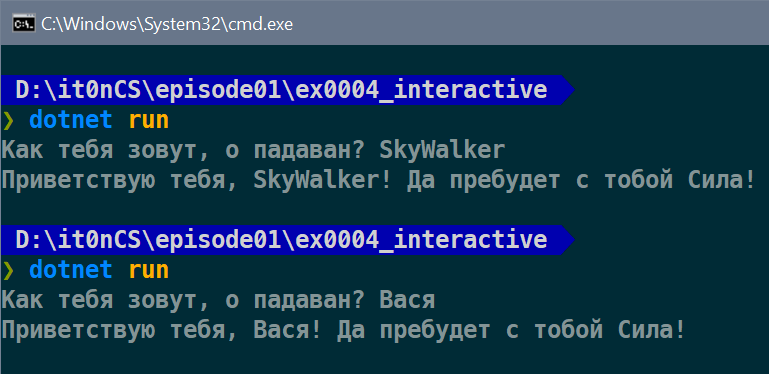 C:\Windows\System32\cmd.exe
D:\it0nCS\episode01\ex0004_interactive
❯ dotnet run
Как тебя зовут, о падаван? SkyWalker
Приветствую тебя, SkyWalker! Да пребудет с тобой Сила!
D:\it0nCS\episode01\ex0004_interactive
❯ dotnet run
Как тебя зовут, о падаван? Вася
Приветствую тебя, Вася! Да пребудет с тобой Сила!